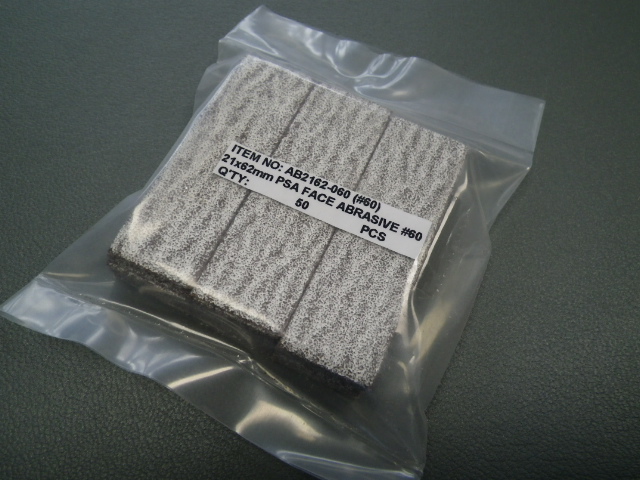 ITEM NO: AB2162-060 (#60)
21x62mm PSA FACE ABRASIVE #60
Q'TY: 50 PCS